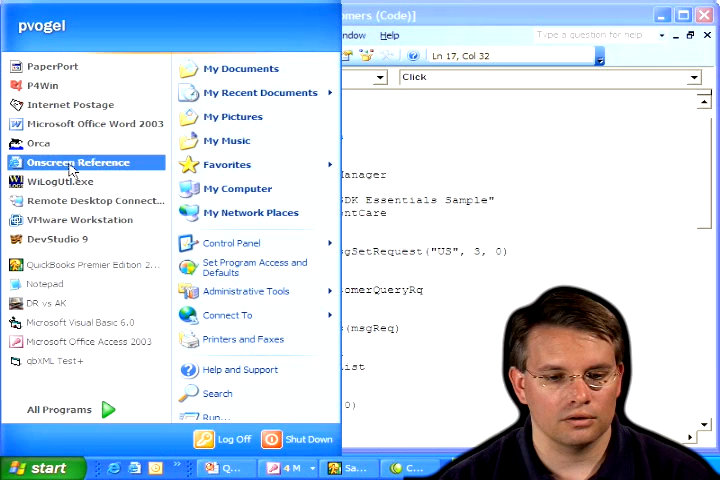 pvogel
PaperPort
P4Win
Internet Postage
Microsoft Office Word 2003
Orca
Onscreen Reference
WiLogUtl.exe
Remote Desktop Connect...
VMware Workstation
DevStudio 9
QuickBooks Premier Edition 2...
Notepad
DR vs AK
Microsoft Visual Basic 6.0
Microsoft Office Access 2003
qbXML Test+
All Programs
My Documents
My Recent Documents
My Pictures
My Music
Favorites
My Computer
My Network Places
Control Panel
Set Program Access and
Defaults
Administrative Tools
Connect To
Printers and Faxes
Help and Support
Search
Run...
Log Off
Shut Down
omers (Code)]
ndow Help
Type a question for help
Ln 17, Col 32
Click
Manager
SDK Essentials Sample"
entCare
sgSetRequest("US", 3, 0)
omerQueryRq
s(msgReq)
ist
0)
start
Q...
4 M
Sa...
C...